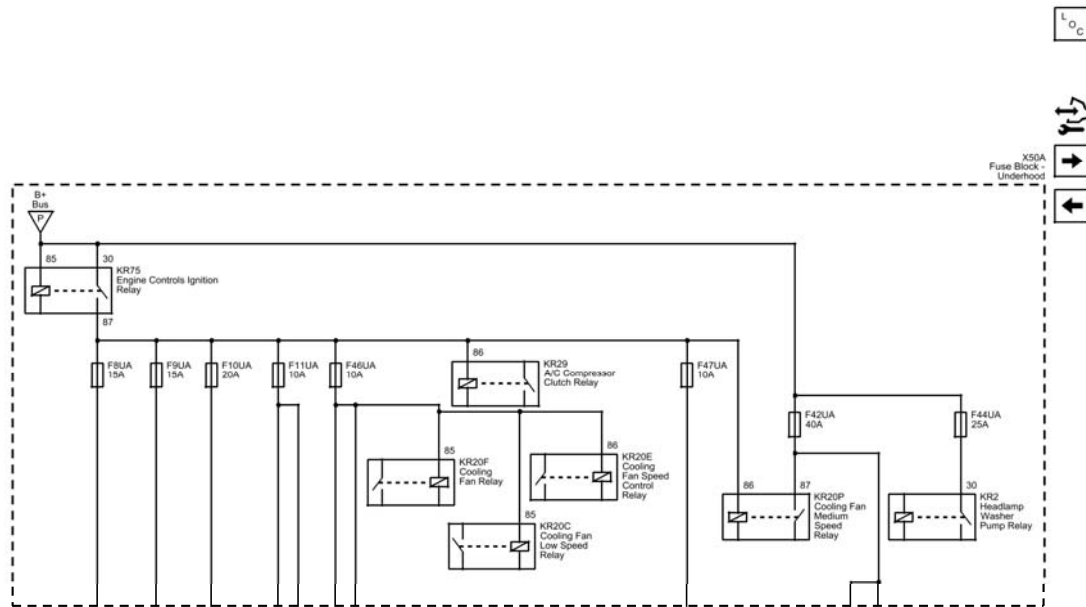 L
O
C
X50A
Fuse Block -
Underhood
B+
Bus
P
85
30
KR75
Engine Controls Ignition
Relay
87
F8UA
15A
F9UA
15A
F10UA
20A
F11UA
10A
F46UA
10A
86
KR29
A/C Compressor
Clutch Relay
F47UA
10A
F42UA
40A
F44UA
25A
85
KR20F
Cooling
Fan Relay
86
KR20E
Cooling
Fan Speed
Control
Relay
85
KR20C
Cooling Fan
Low Speed
Relay
86
87
KR20P
Cooling Fan
Medium
Speed
Relay
30
KR2
Headlamp
Washer
Pump Relay